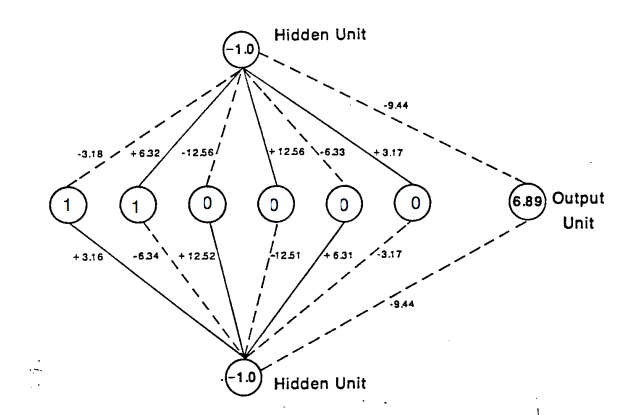 Hidden Unit
-1.0
-9.44
-3.18 +6.32 -12.56 +12.56 -6.33 +3.17
1 1 0 0 0 0 6.89 Output
Unit
+3.16 -6.34 +12.52 -12.51 +6.31 -3.17
-9.44
-1.0
Hidden Unit